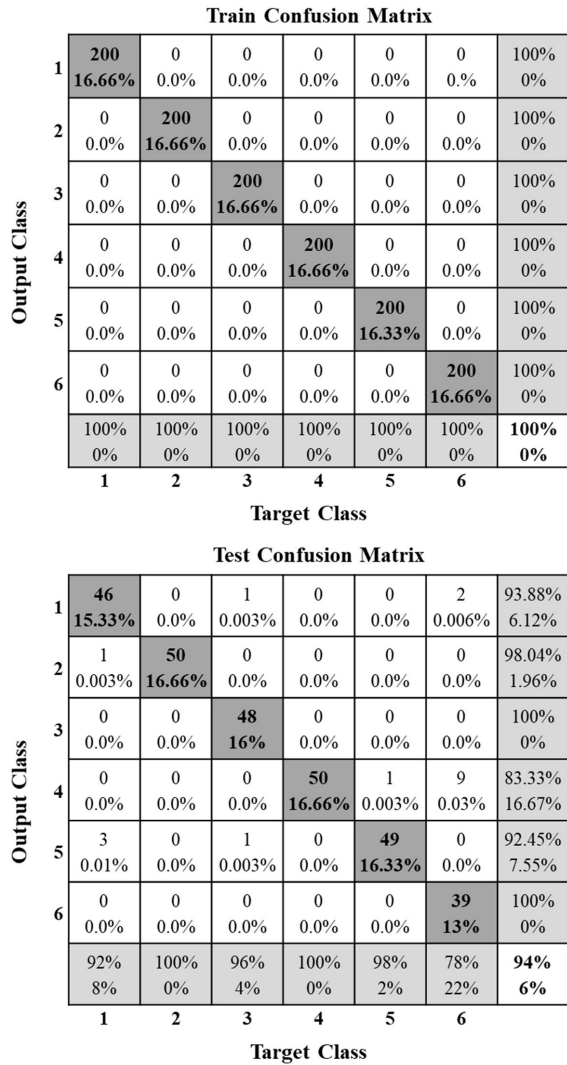 Train Confusion Matrix
200 0 0 0 0 0 100%
1
16.66% 0.0% 0.0% 0.0% 0.0% 0.% 0%
0 200 0 0 0 0 100%
2
0.0% 16.66% 0.0% 0.0% 0.0% 0.0% 0%
0 0 200 0 0 0 100%
3
0.0% 0.0% 16.66% 0.0% 0.0% 0.0% 0%
0 0 0 200 0 0 100%
4
0.0% 0.0% 0.0% 16.66% 0.0% 0.0% 0%
0 0 0 0 200 0 100%
5
0.0% 0.0% 0.0% 0.0% 16.33% 0.0% 0%
0 0 0 0 0 200 100%
6
0.0% 0.0% 0.0% 0.0% 0.0% 16.66% 0%
100% 100% 100% 100% 100% 100% 100%
0% 0% 0% 0% 0% 0% 0%
1 2 3 4 5 6
Output Class
Target Class
Test Confusion Matrix
46 0 1 0 0 2 93.88%
1
15.33% 0.0% 0.003% 0.0% 0.0% 0.006% 6.12%
1 50 0 0 0 0 98.04%
2
0.003% 16.66% 0.0% 0.0% 0.0% 0.0% 1.96%
0 0 48 0 0 0 100%
3
0.0% 0.0% 16% 0.0% 0.0% 0.0% 0%
0 0 0 50 1 9 83.33%
4
0.0% 0.0% 0.0% 16.66% 0.003% 0.03% 16.67%
3 0 1 0 49 0 92.45%
5
0.01% 0.0% 0.003% 0.0% 16.33% 0.0% 7.55%
0 0 0 0 0 39 100%
6
0.0% 0.0% 0.0% 0.0% 0.0% 13% 0%
92% 100% 96% 100% 98% 78% 94%
8% 0% 4% 0% 2% 22% 6%
1 2 3 4 5 6
Output Class
Target Class